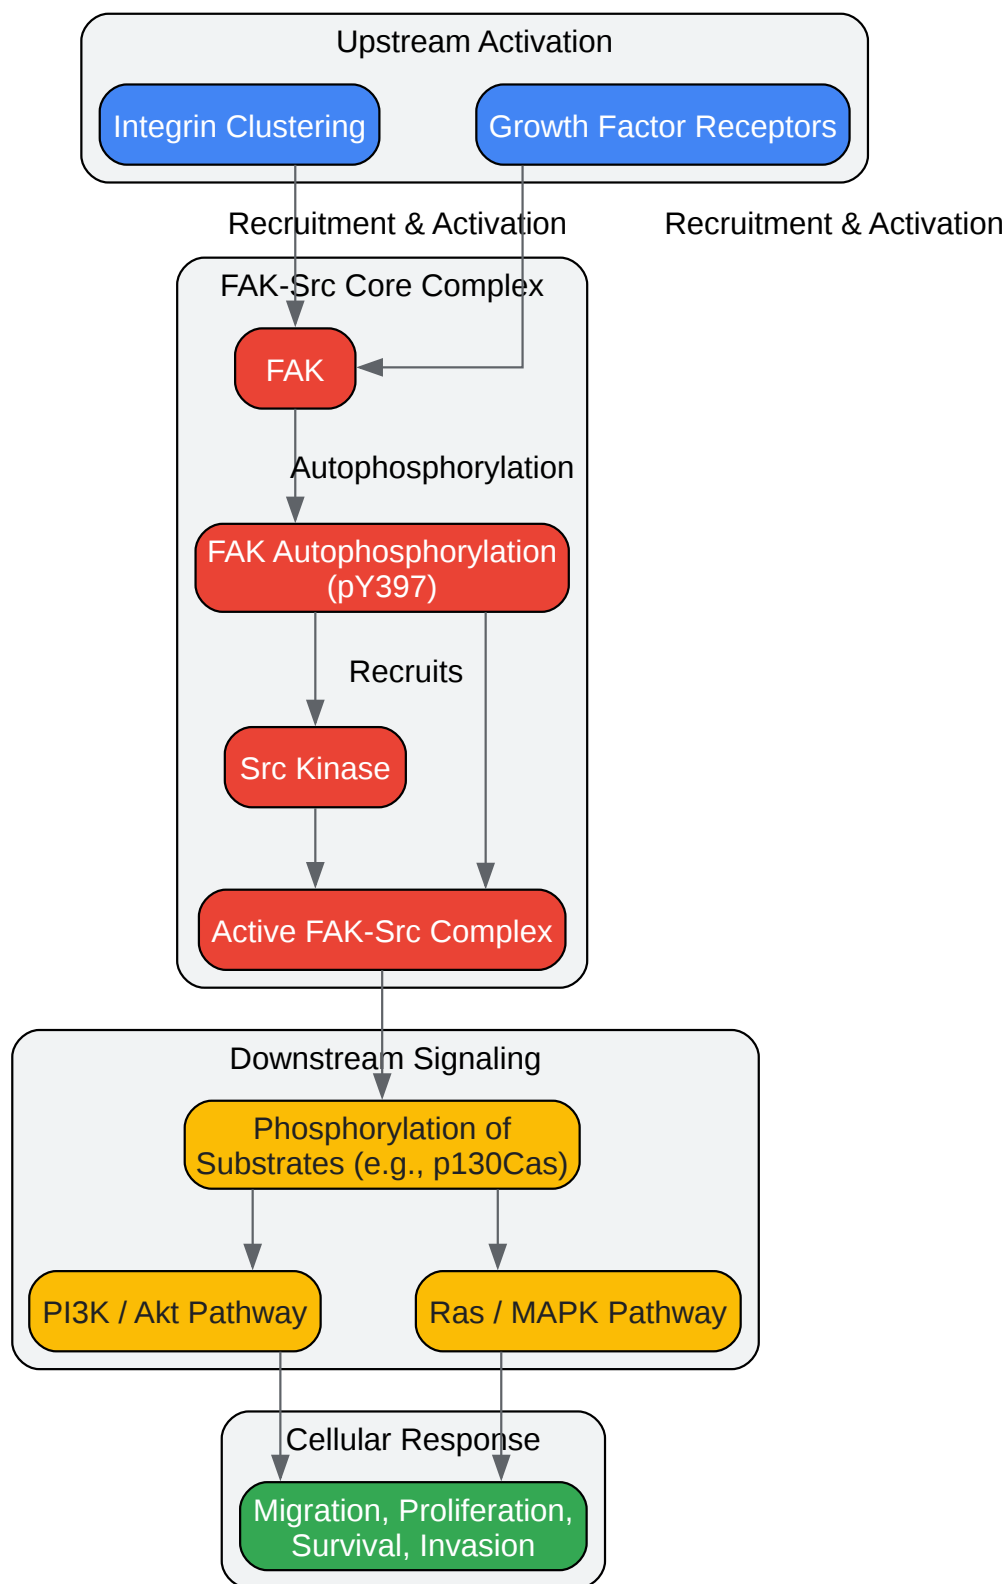 Upstream Activation
Integrin Clustering
Growth Factor Receptors
Recruitment & Activation
Recruitment & Activation
FAK-Src Core Complex
FAK
Autophosphorylation
FAK Autophosphorylation
(pY397)
Recruits
Src Kinase
Active FAK-Src Complex
Downstream Signaling
Phosphorylation of
Substrates (e.g., p130Cas)
PI3K / Akt Pathway
Ras / MAPK Pathway
Cellular Response
Migration, Proliferation,
Survival, Invasion